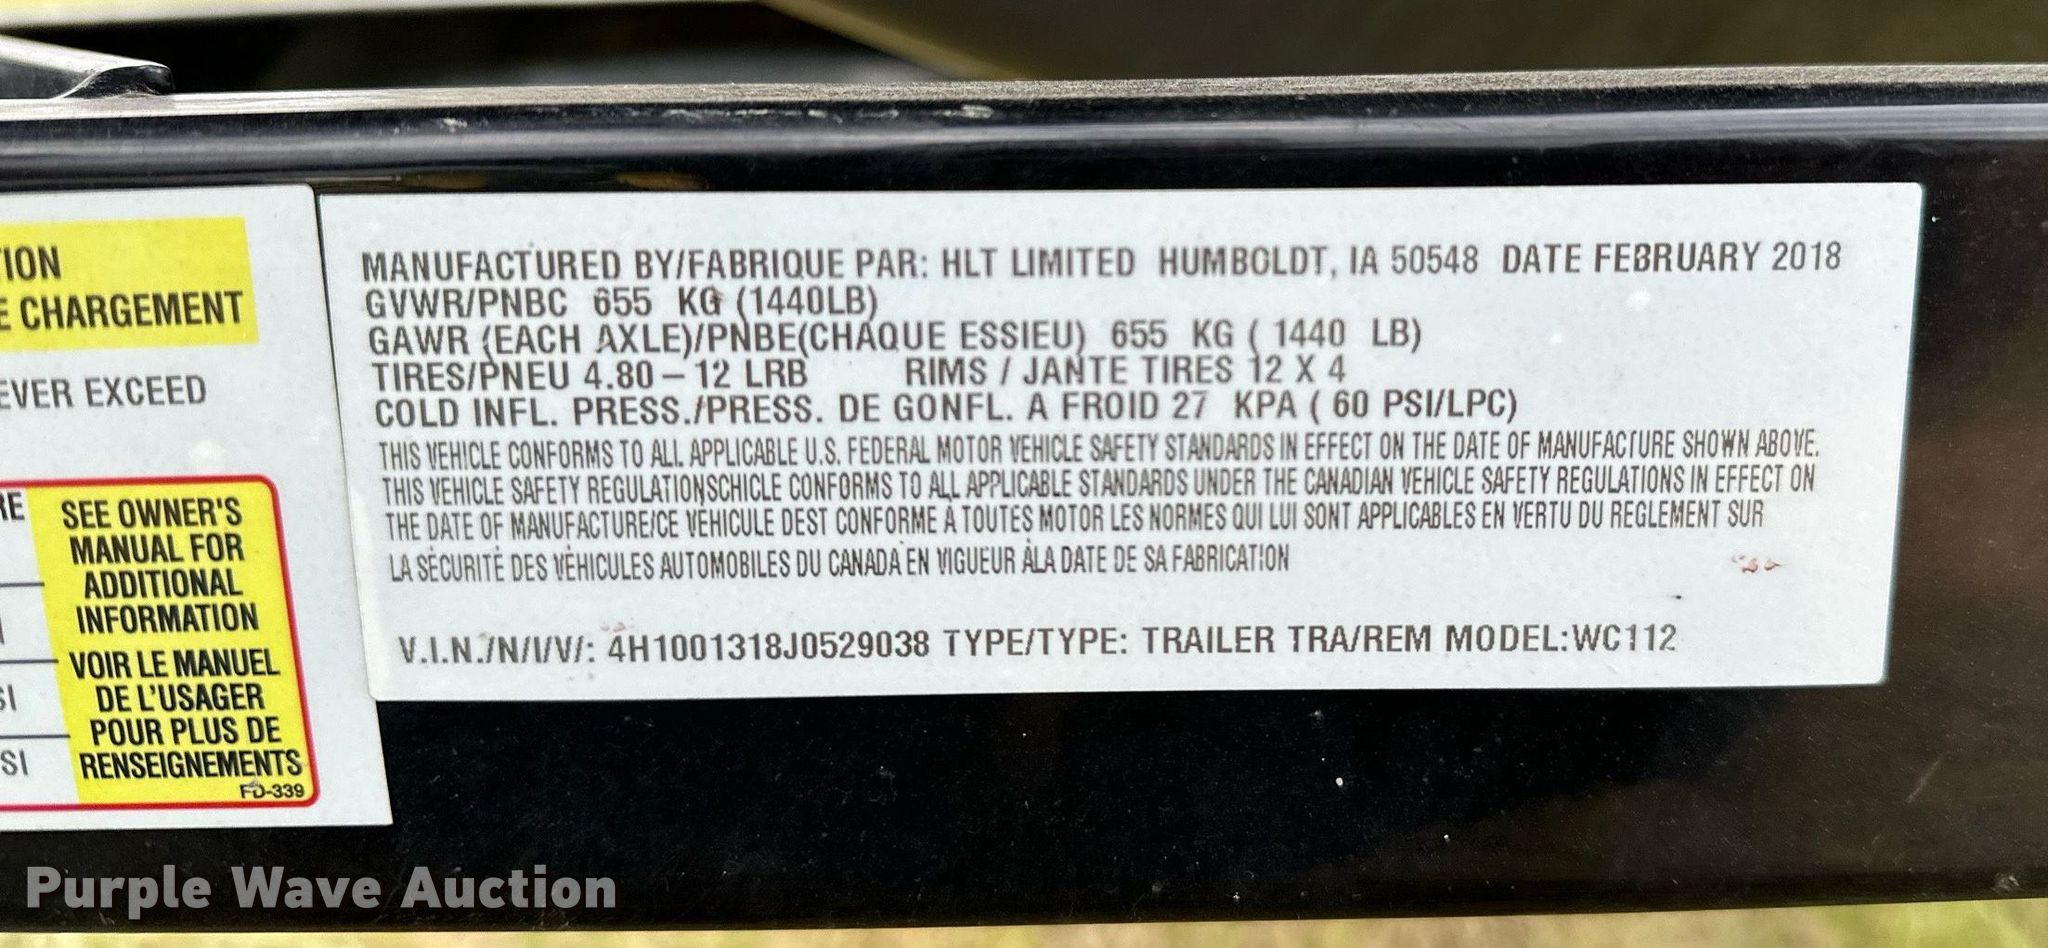 TION
E CHARGEMENT
EVER EXCEED
RE
SEE OWNER'S
MANUAL FOR
ADDITIONAL
INFORMATION
VOIR LE MANUEL
DE L'USAGER
POUR PLUS DE
RENSEIGNEMENTS
SI
SI
FD-339
MANUFACTURED BY/FABRIQUE PAR: HLT LIMITED HUMBOLDT, IA 50548 DATE FEBRUARY 2018
GVWR/PNBC 655 KG (1440LB)
GAWR (EACH AXLE)/PNBE(CHAQUE ESSIEU) 655 KG ( 1440 LB)
TIRES/PNEU 4.80 – 12 LRB RIMS / JANTE TIRES 12 X 4
COLD INFL. PRESS./PRESS. DE GONFL. A FROID 27 KPA ( 60 PSI/LPC)
THIS VEHICLE CONFORMS TO ALL APPLICABLE U.S. FEDERAL MOTOR VEHICLE SAFETY STANDARDS IN EFFECT ON THE DATE OF MANUFACTURE SHOWN ABOVE.
THIS VEHICLE SAFETY REGULATIONSCHICLE CONFORMS TO ALL APPLICABLE STANDARDS UNDER THE CANADIAN VEHICLE SAFETY REGULATIONS IN EFFECT ON
THE DATE OF MANUFACTURE/CE VÉHICULE DEST CONFORME À TOUTES MOTOR LES NORMES QUI LUI SONT APPLICABLES EN VERTU DU REGLEMENT SUR
LA SÉCURITÉ DES VÉHICULES AUTOMOBILES DU CANADA EN VIGUEUR ÀLA DATE DE SA FABRICATION
V.I.N./N/I/V/: 4H1001318J0529038 TYPE/TYPE: TRAILER TRA/REM MODEL:WC112
Purple Wave Auction